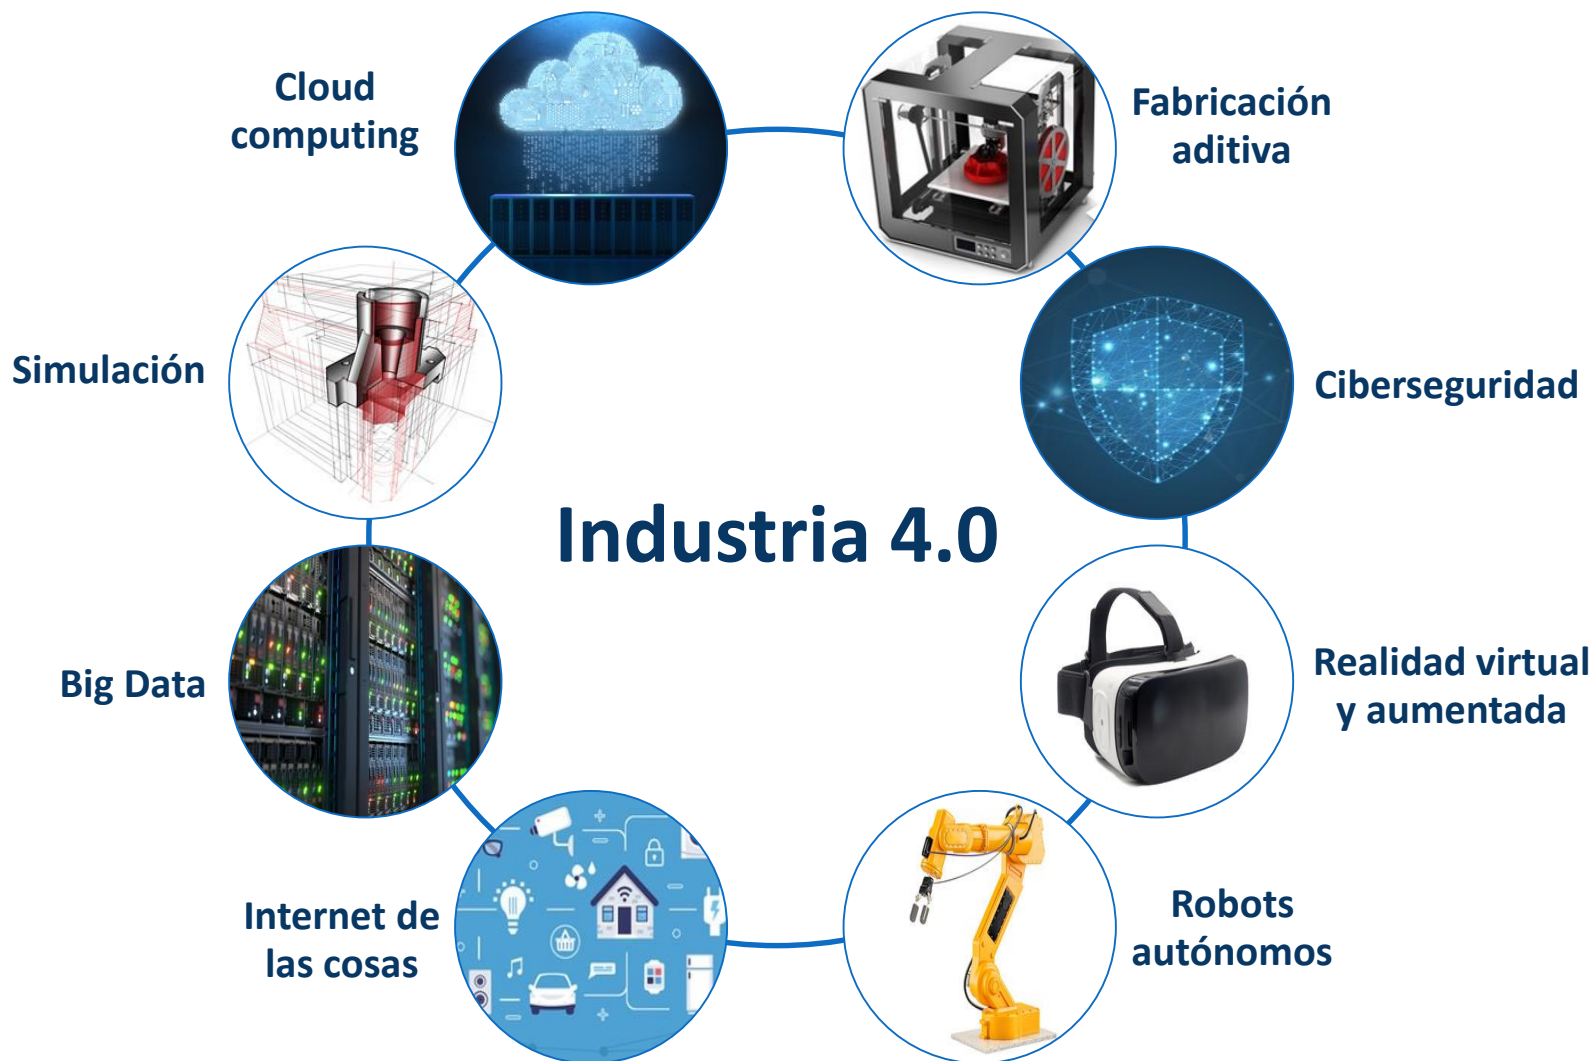 Cloud
computing
Fabricación
aditiva
Simulación
Ciberseguridad
Industria 4.0
Big Data
Realidad virtual
y aumentada
Internet de
las cosas
Robots
autónomos